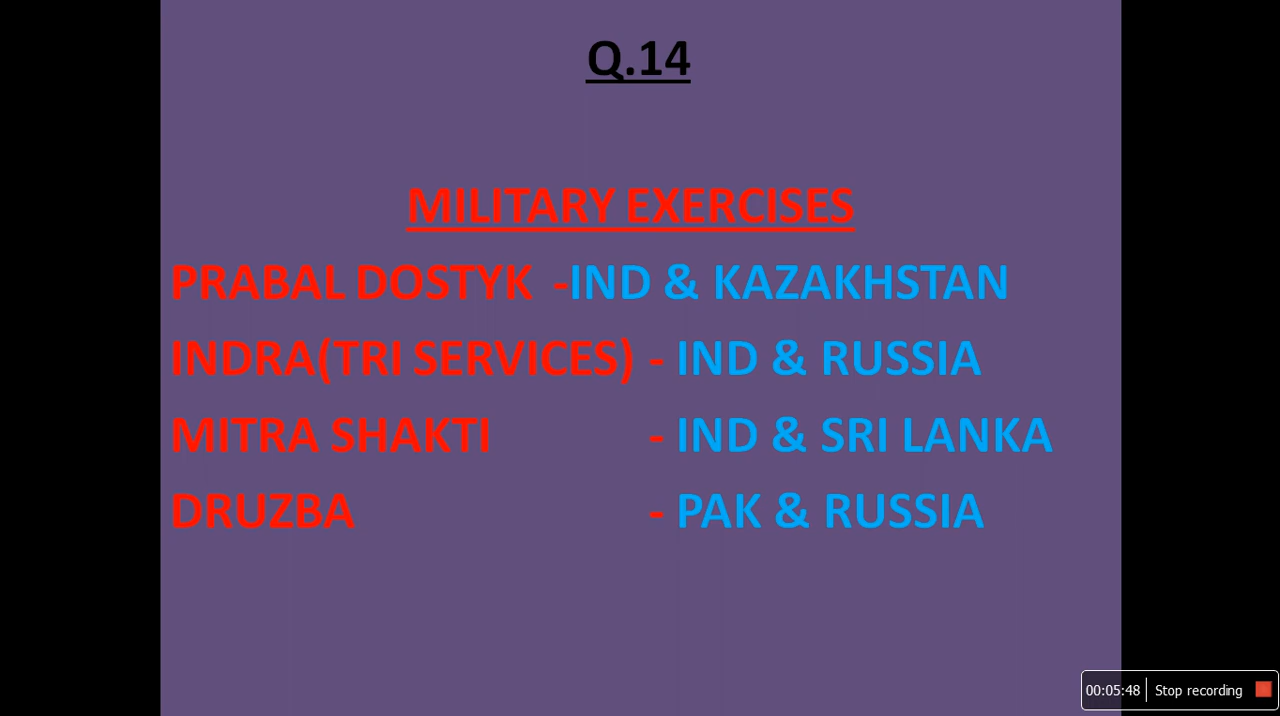 Q.14
MILITARY EXERCISES
PRABAL DOSTYK -IND & KAZAKHSTAN
INDRA(TRI SERVICES) - IND & RUSSIA
MITRA SHAKTI - IND & SRI LANKA
DRUZBA - PAK & RUSSIA
00:05:48 Stop recording